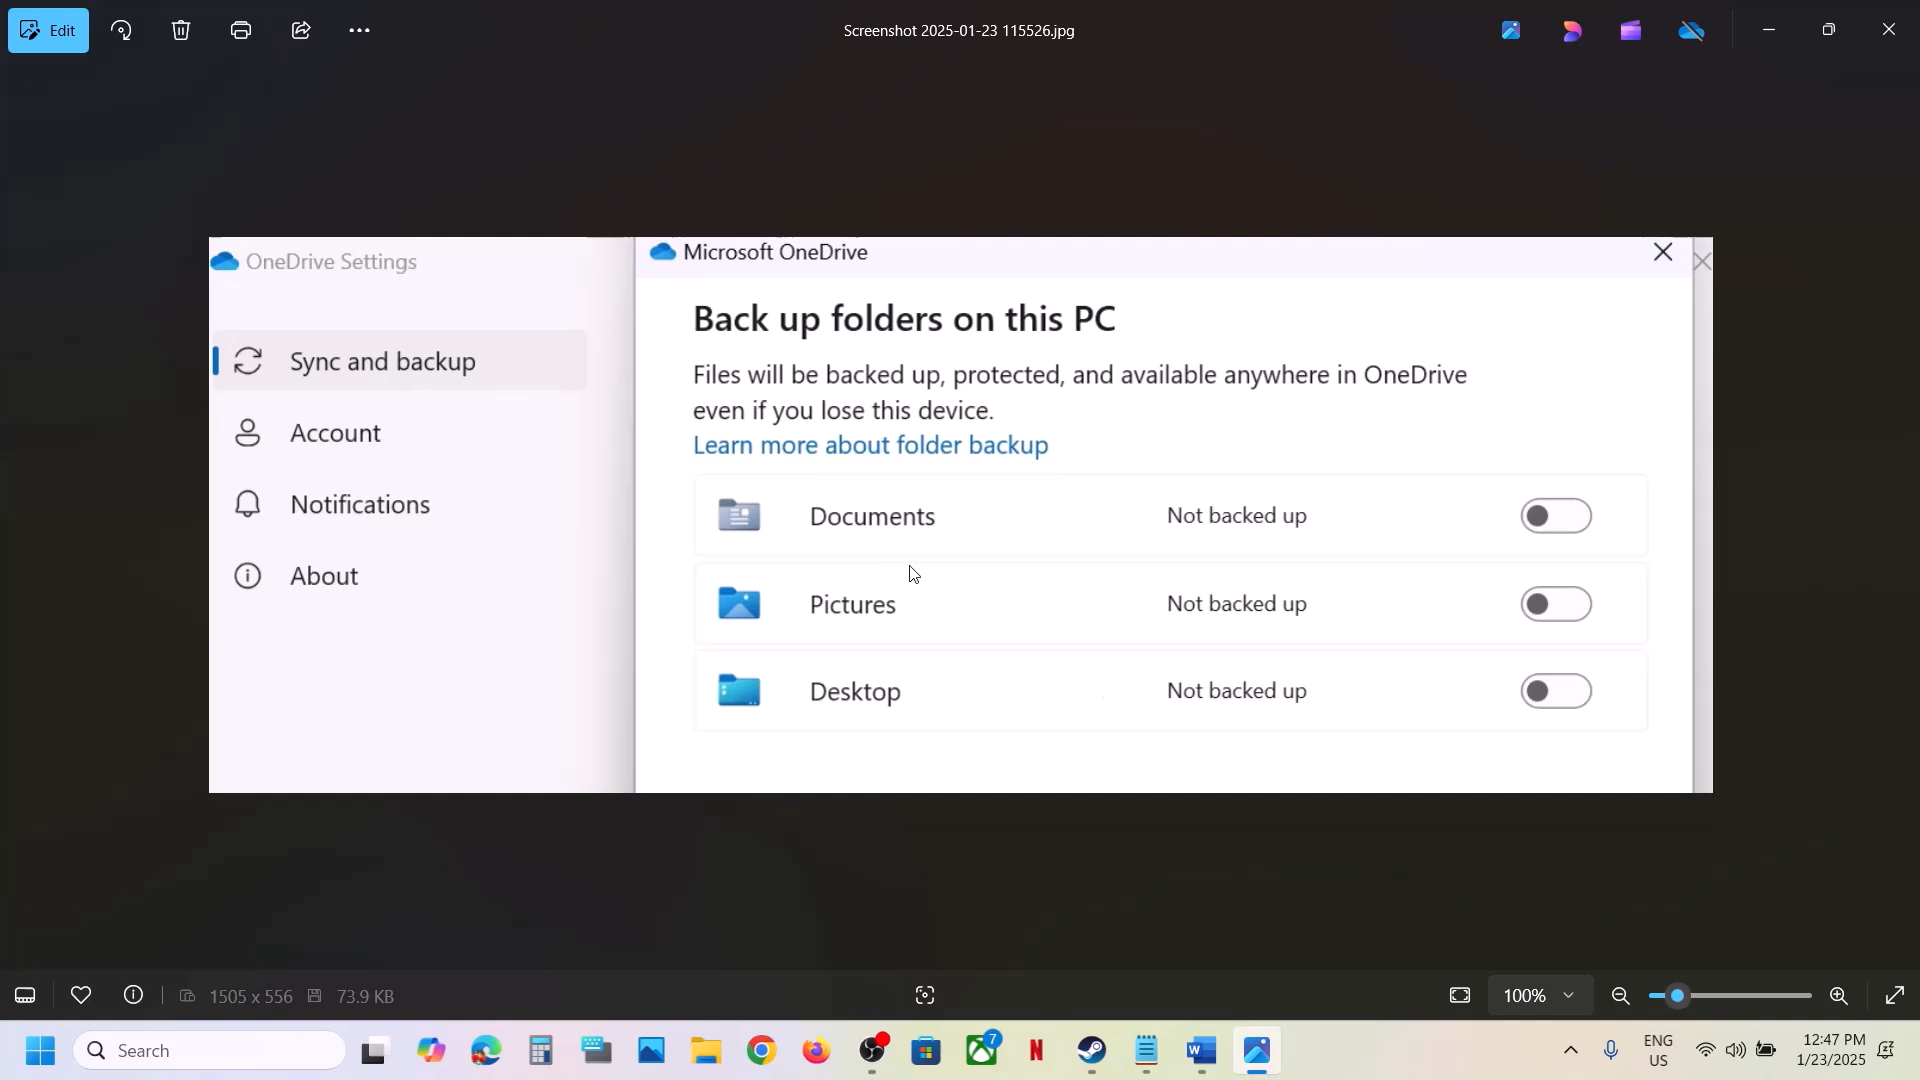 Edit
Screenshot 2025-01-23 115526.jpg
OneDrive Settings
Sync and backup
Account
Notifications
About
Microsoft OneDrive
Back up folders on this PC
Files will be backed up, protected, and available anywhere in OneDrive
even if you lose this device.
Learn more about folder backup
Documents Not backed up
Pictures Not backed up
Desktop Not backed up
1505 x 556 73.9 KB
100%
Search
7
N
ENG
US
12:47 PM
1/23/2025